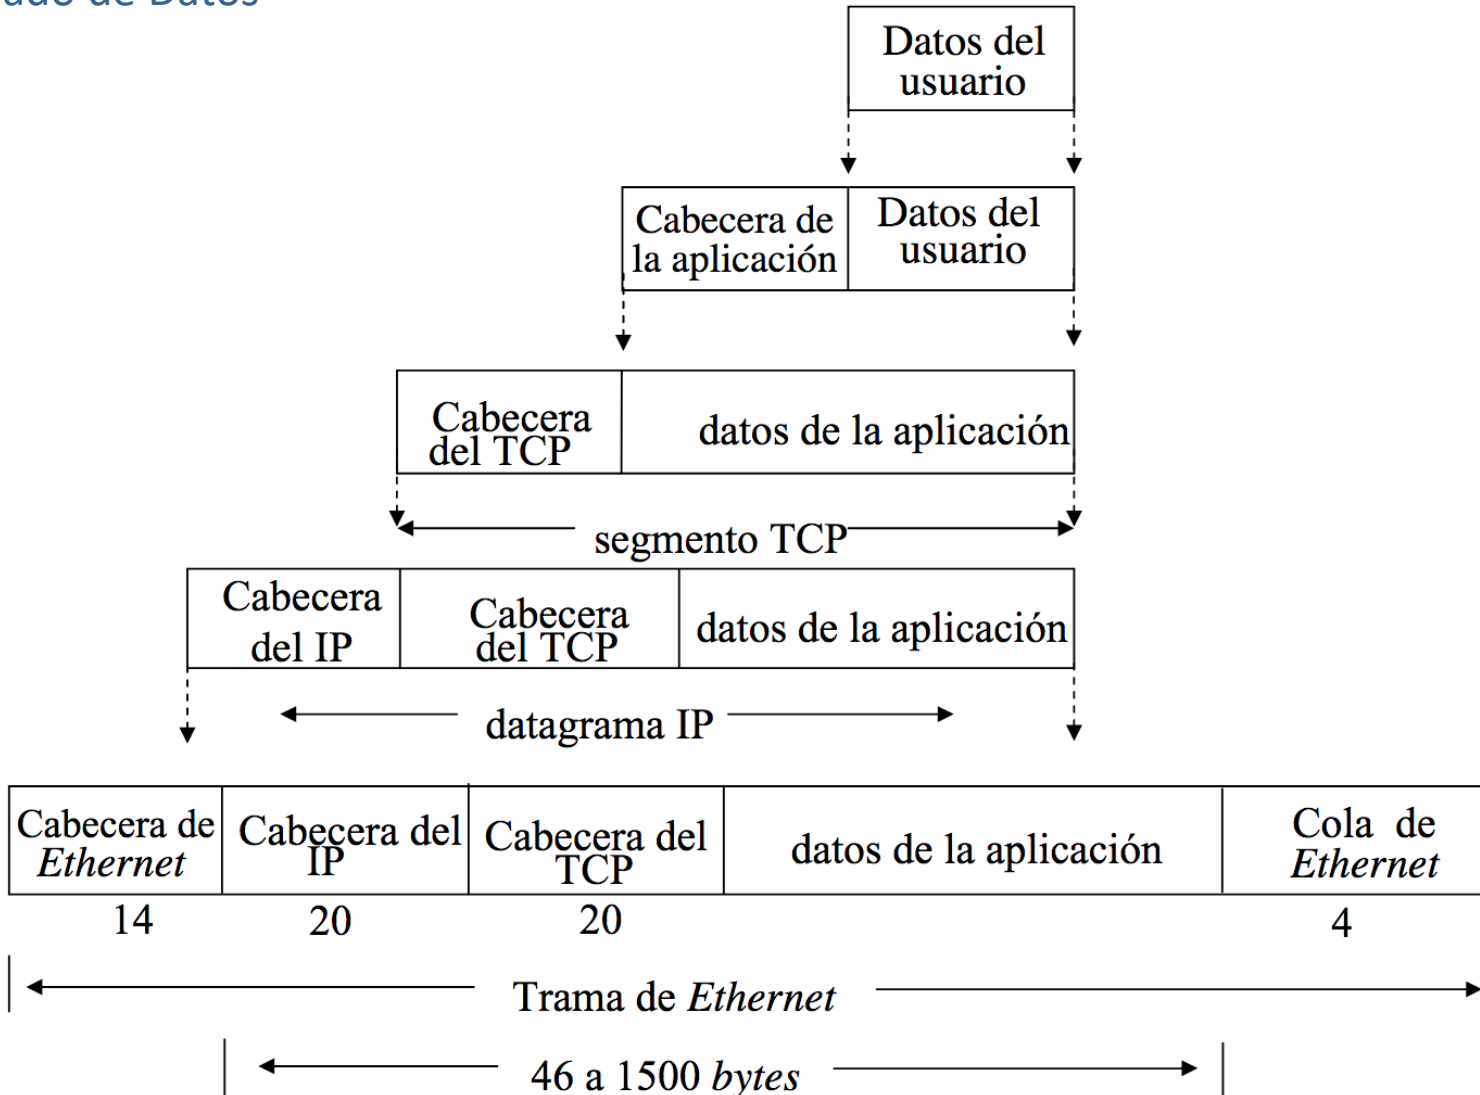 ado de Datos
Datos del
usuario
Cabecera de
la aplicación
Datos del
usuario
Cabecera
del TCP
datos de la aplicación
segmento TCP
Cabecera
del IP
Cabecera
del TCP
datos de la aplicación
datagrama IP
Cabecera de
Ethernet
Cabecera del
IP
Cabecera del
TCP
datos de la aplicación
Cola de
Ethernet
14
20
20
4
Trama de Ethernet
46 a 1500 bytes